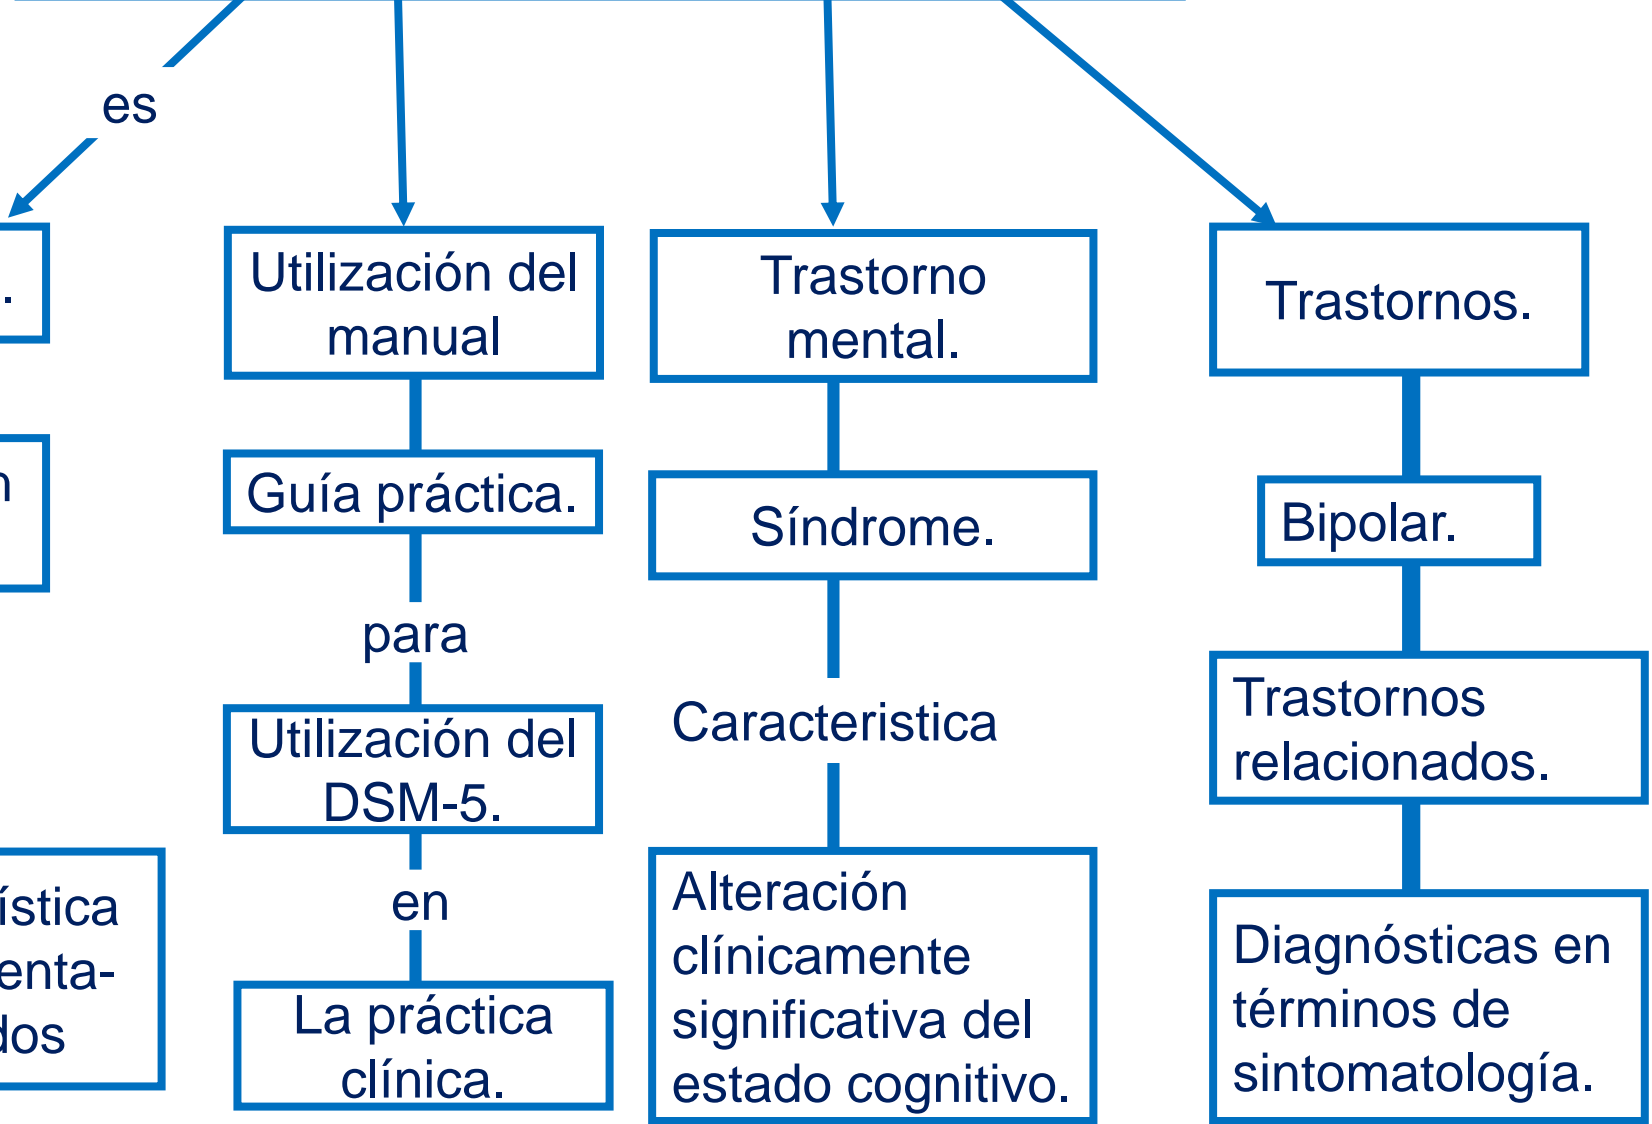 es
.
Utilización del
manual
Guía práctica.
para
Utilización del
DSM-5.
en
La práctica
clínica.
Trastorno
mental.
Síndrome.
Caracteristica
Alteración
clínicamente
significativa del
estado cognitivo.
Trastornos.
Bipolar.
Trastornos
relacionados.
Diagnósticas en
términos de
sintomatología.